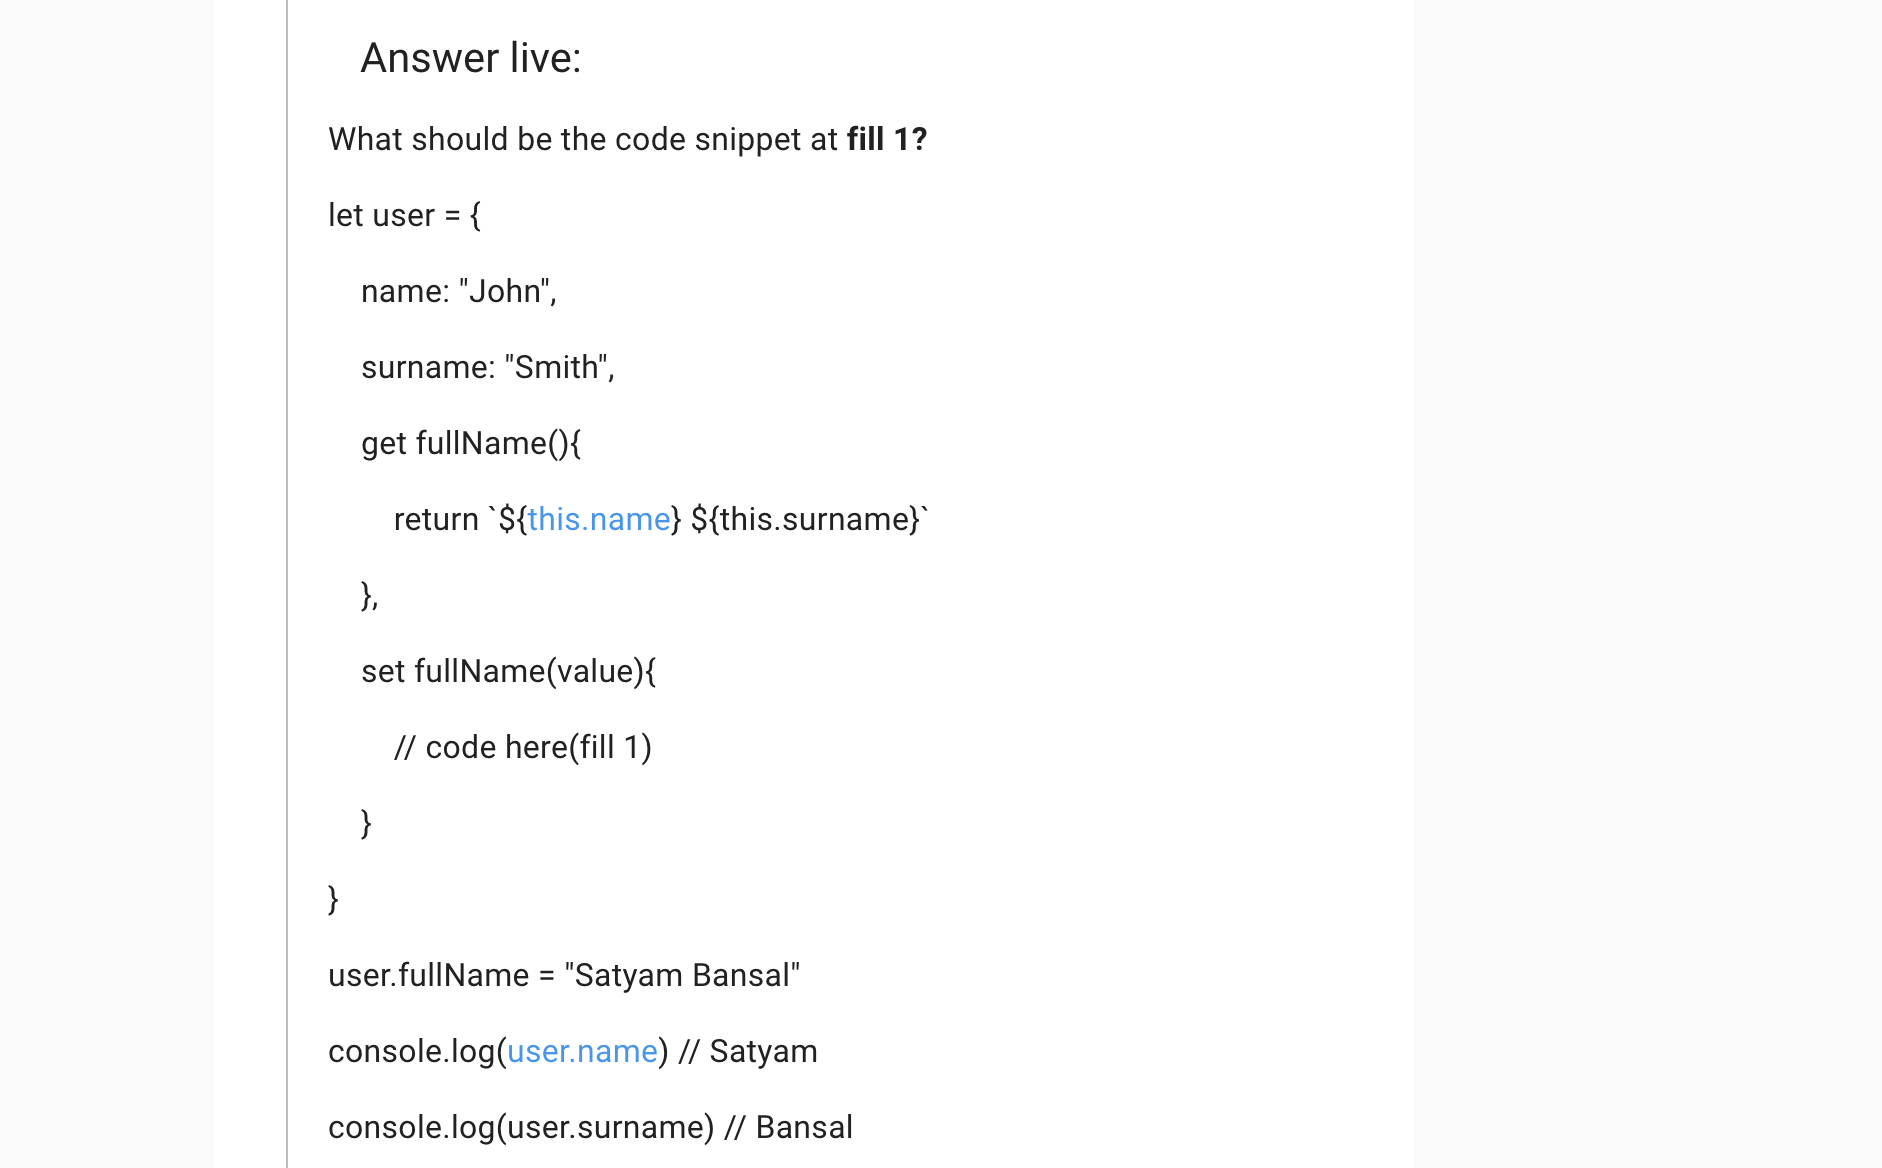 Answer live:
What should be the code snippet at fill 1?
let user = {
name: "John",
surname: "Smith",
get fullName(){
return `${this.name} ${this.surname}`
},
set fullName(value){
// code here(fill 1)
}
}
user.fullName = "Satyam Bansal"
console.log(user.name) // Satyam
console.log(user.surname) // Bansal